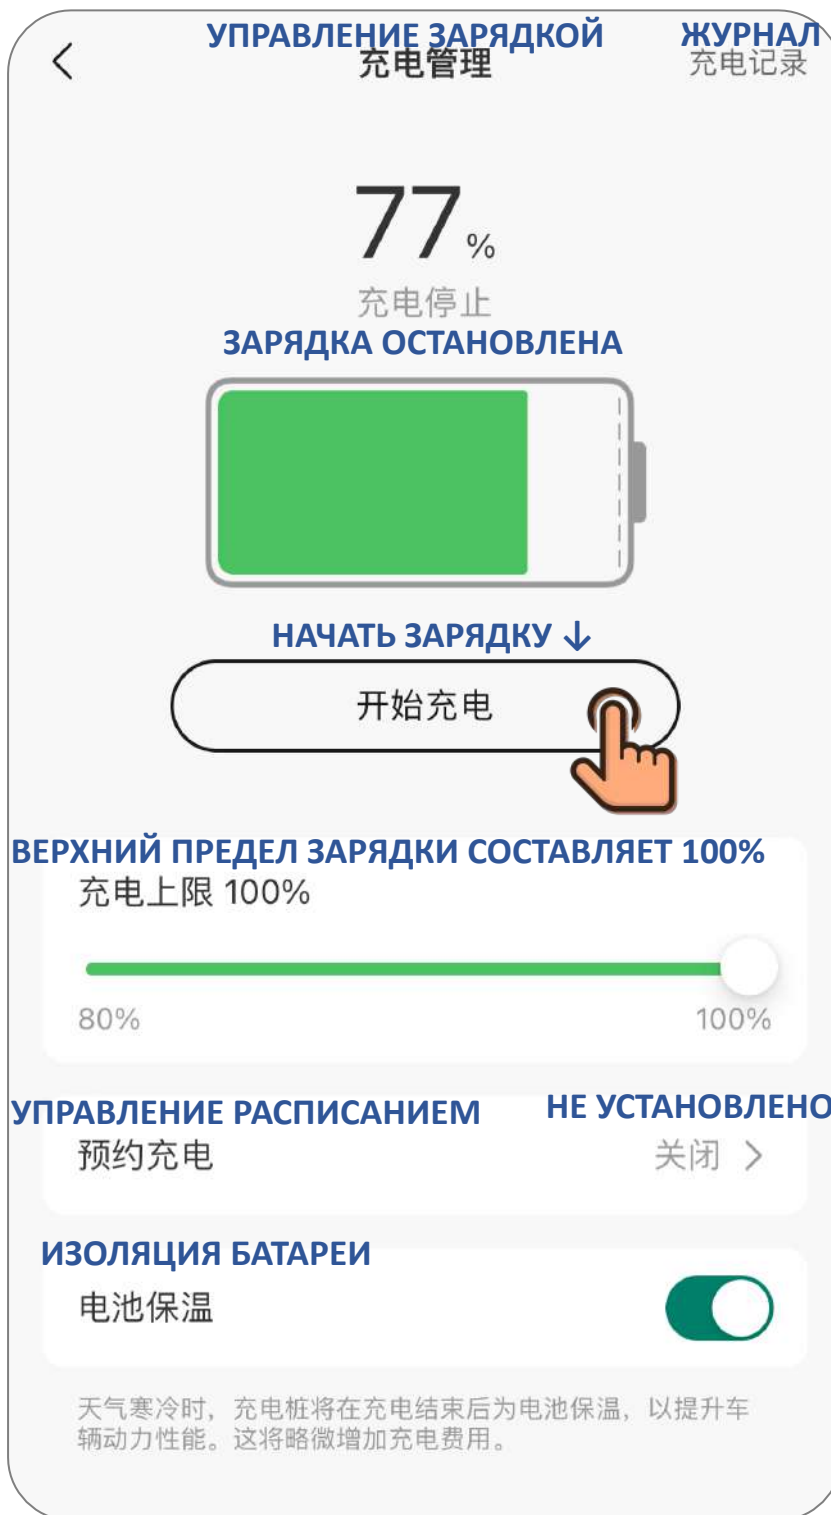 УПРАВЛЕНИЕ ЗАРЯДКОЙ ЖУРНАЛ
充电管理 充电记录
77%
充电停止
ЗАРЯДКА ОСТАНОВЛЕНА
НАЧАТЬ ЗАРЯДКУ ↓
开始充电
ВЕРХНИЙ ПРЕДЕЛ ЗАРЯДКИ СОСТАВЛЯЕТ 100%
充电上限 100%
80% 100%
УПРАВЛЕНИЕ РАСПИСАНИЕМ НЕ УСТАНОВЛЕНО
预约充电 关闭
ИЗОЛЯЦИЯ БАТАРЕИ
电池保温
天气寒冷时，充电桩将在充电结束后为电池保温，以提升车
辆动力性能。这将略微增加充电费用。